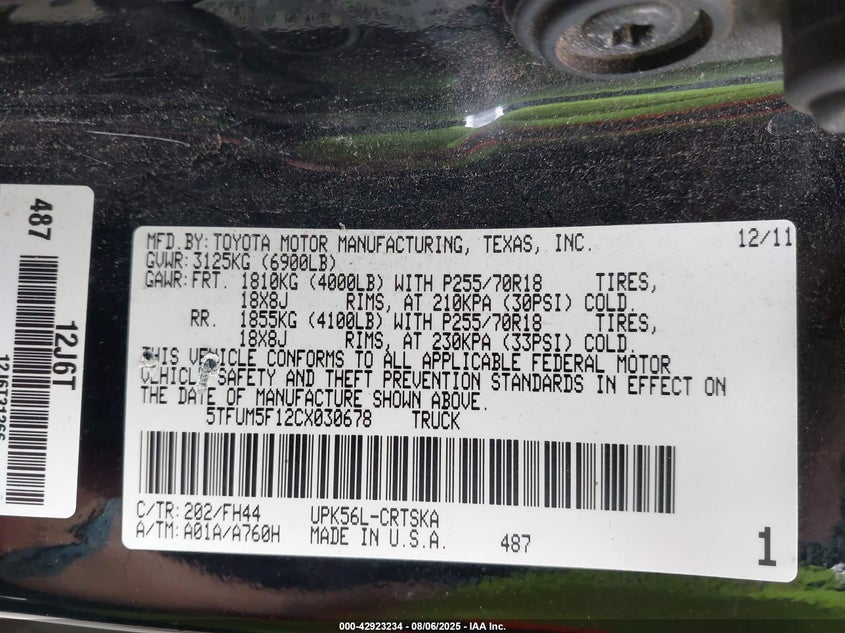 487
12J6T
MFD.BY: TOYOTA MOTOR MANUFACTURING, TEXAS, INC. 12/11
GVWR: 3125KG (6900LB)
GAWR: FRT. 1810KG (4000LB) WITH P255/70R18 TIRES,
18X8J RIMS, AT 210KPA (30PSI) COLD.
RR. 1855KG (4100LB) WITH P255/70R18 TIRES,
18X8J RIMS, AT 230KPA (33PSI) COLD.
THIS VEHICLE CONFORMS TO ALL APPLICABLE FEDERAL MOTOR
VEHICLE SAFETY AND THEFT PREVENTION STANDARDS IN EFFECT ON
THE DATE OF MANUFACTURE SHOWN ABOVE.
5TFUM5F12CX030678 TRUCK
C/TR: 202/FH44 UPK56L-CRTSKA
A/TM: A01A/A760H MADE IN U.S.A. 487 1
000-42923234 - 08/06/2025 - IAA Inc.